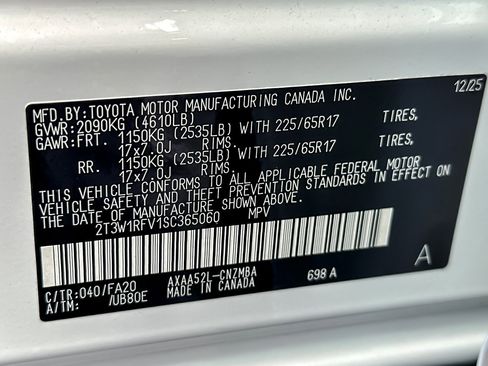 MFD.BY:TOYOTA MOTOR MANUFACTURING CANADA INC. 12/25
GVWR:2090KG (4610LB)
GAWR:FRT. 1150KG (2535LB) WITH 225/65R17 TIRES,
17x7.0J RIMS.
RR. 1150KG (2535LB) WITH 225/65R17 TIRES,
17x7.0J RIMS.
THIS VEHICLE CONFORMS TO ALL APPLICABLE FEDERAL MOTOR
VEHICLE SAFETY AND THEFT PREVENTION STANDARDS IN EFFECT ON
THE DATE OF MANUFACTURE SHOWN ABOVE.
2T3W1RFV1SC365060 MPV
C/TR:040/FA20 AXAA52L-CNZMBA 698 A A
A/TM: /UB80E MADE IN CANADA